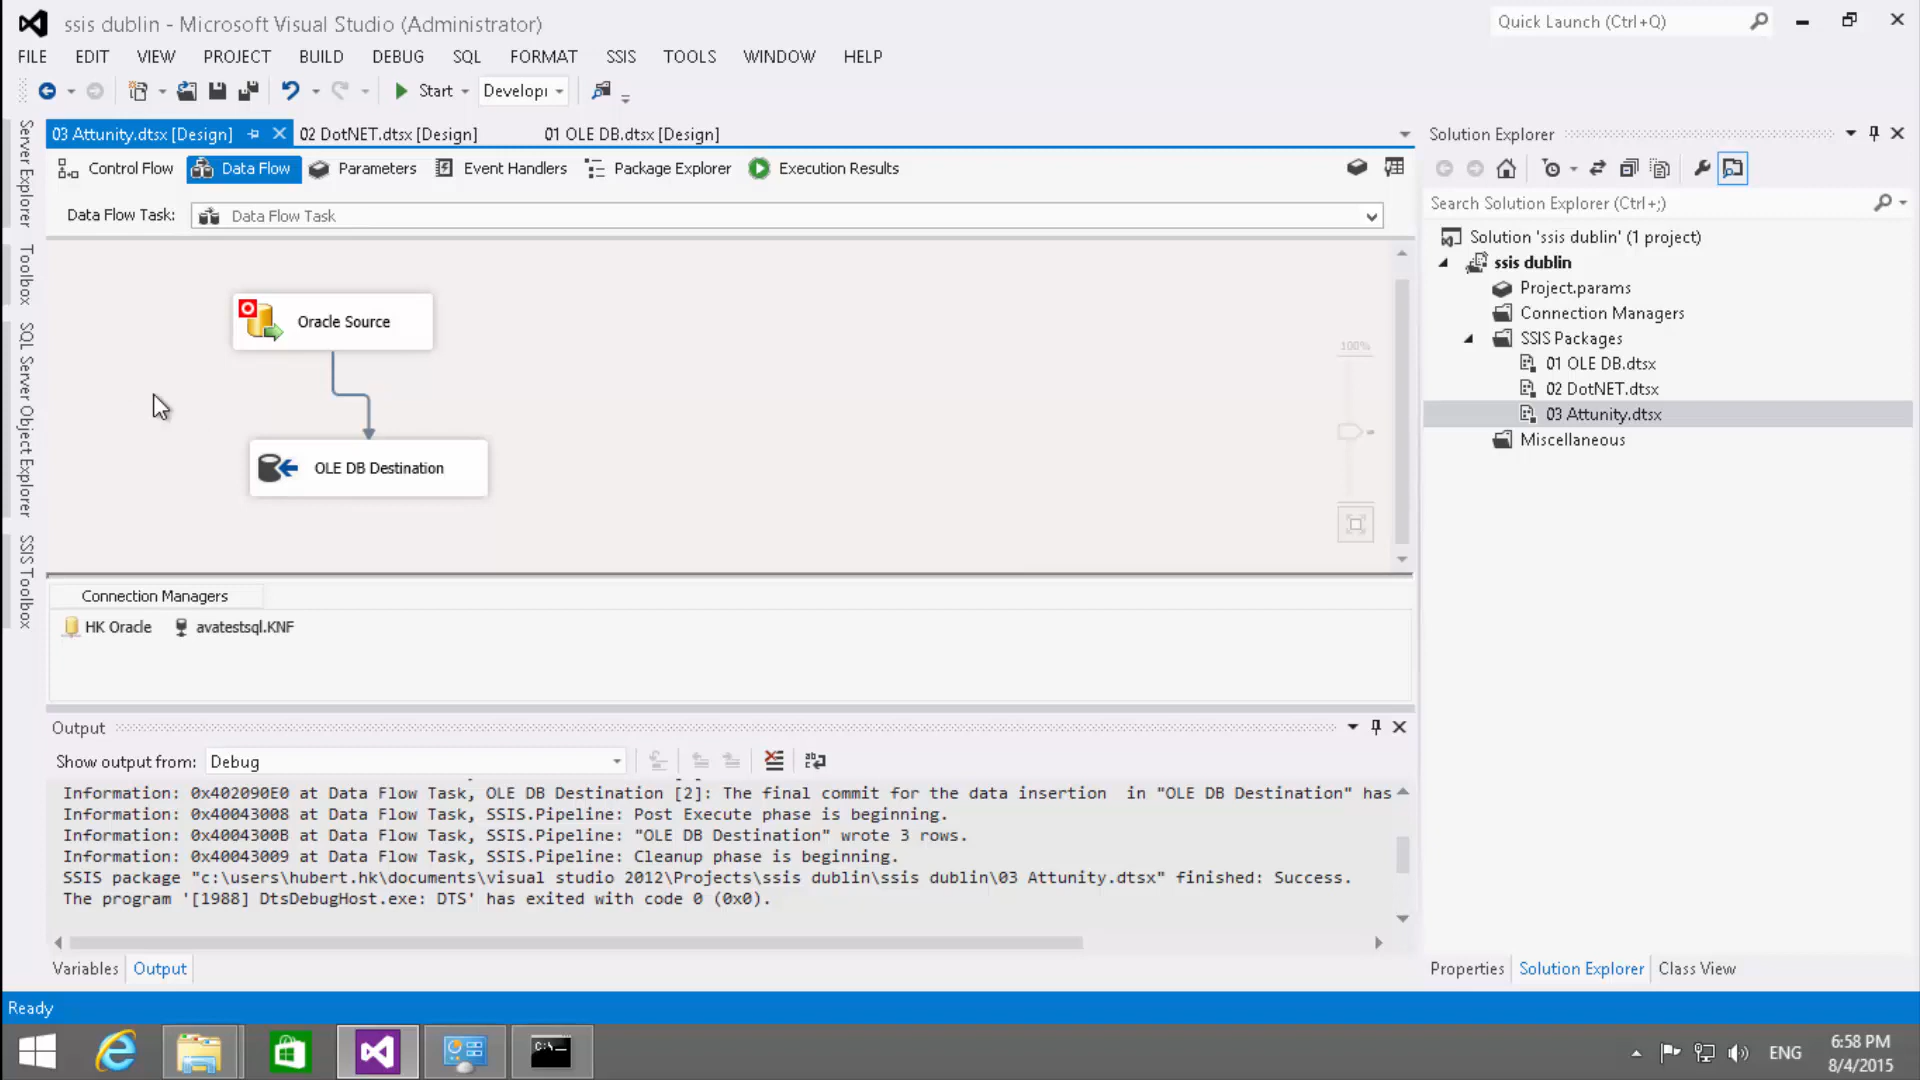 ssis dublin - Microsoft Visual Studio (Administrator)
Quick Launch (Ctrl+Q)
FILE EDIT VIEW PROJECT BUILD DEBUG SQL FORMAT SSIS TOOLS WINDOW HELP
Start Developi
03 Attunity.dtsx [Design] 02 DotNET.dtsx [Design] 01 OLE DB.dtsx [Design]
Control Flow Data Flow Parameters Event Handlers Package Explorer Execution Results
Data Flow Task: Data Flow Task
Server Explorer
Toolbox
SQL Server Object Explorer
SSIS Toolbox
Oracle Source
OLE DB Destination
100%
Connection Managers
HK Oracle avatestsql.KNF
Output
Show output from: Debug
Information: 0x402090E0 at Data Flow Task, OLE DB Destination [2]: The final commit for the data insertion  in "OLE DB Destination" has
Information: 0x40043008 at Data Flow Task, SSIS.Pipeline: Post Execute phase is beginning.
Information: 0x4004300B at Data Flow Task, SSIS.Pipeline: "OLE DB Destination" wrote 3 rows.
Information: 0x40043009 at Data Flow Task, SSIS.Pipeline: Cleanup phase is beginning.
SSIS package "c:\users\hubert.hk\documents\visual studio 2012\Projects\ssis dublin\ssis dublin\03 Attunity.dtsx" finished: Success.
The program '[1988] DtsDebugHost.exe: DTS' has exited with code 0 (0x0).
Variables Output
Solution Explorer
Search Solution Explorer (Ctrl+;)
Solution 'ssis dublin' (1 project)
ssis dublin
Project.params
Connection Managers
SSIS Packages
01 OLE DB.dtsx
02 DotNET.dtsx
03 Attunity.dtsx
Miscellaneous
Properties Solution Explorer Class View
Ready
C:\
ENG
6:58 PM
8/4/2015